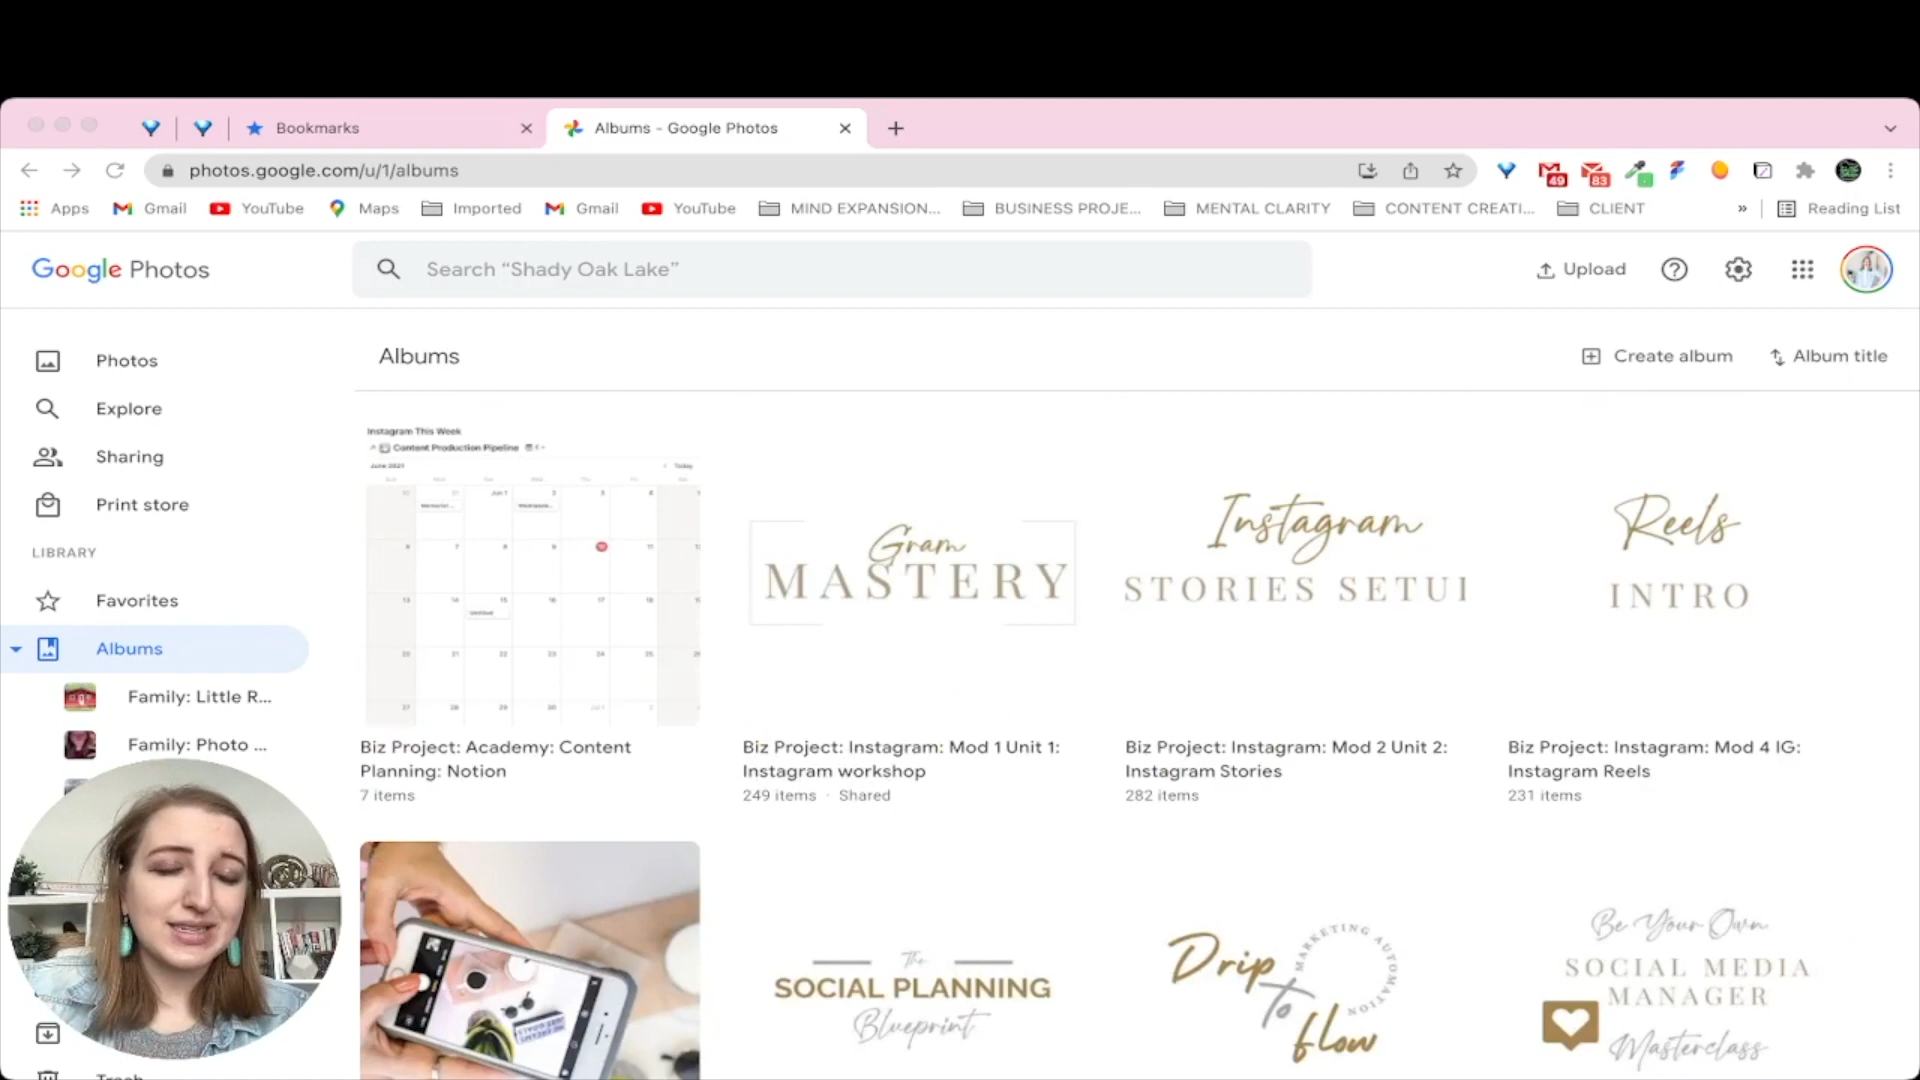 Bookmarks
Albums - Google Photos
photos.google.com/u/1/albums
49
83
Apps
Gmail
YouTube
Maps
Imported
Gmail
YouTube
MIND EXPANSION...
BUSINESS PROJE...
MENTAL CLARITY
CONTENT CREATI...
CLIENT
»
Reading List
Google Photos
Search “Shady Oak Lake”
Upload
Photos
Explore
Sharing
Print store
LIBRARY
Favorites
Albums
Family: Little R...
Family: Photo ...
Albums
Create album
Album title
Instagram This Week
Content Production Pipeline
June 2021
Today
Gram
MASTERY
Instagram
STORIES SETUP
Reels
INTRO
Biz Project: Academy: Content
Planning: Notion
7 items
Biz Project: Instagram: Mod 1 Unit 1:
Instagram workshop
249 items · Shared
Biz Project: Instagram: Mod 2 Unit 2:
Instagram Stories
282 items
Biz Project: Instagram: Mod 4 IG:
Instagram Reels
231 items
The
SOCIAL PLANNING
Blueprint
Drip
to
flow
MARKETING AUTOMATION
Be Your Own
SOCIAL MEDIA
MANAGER
Masterclass